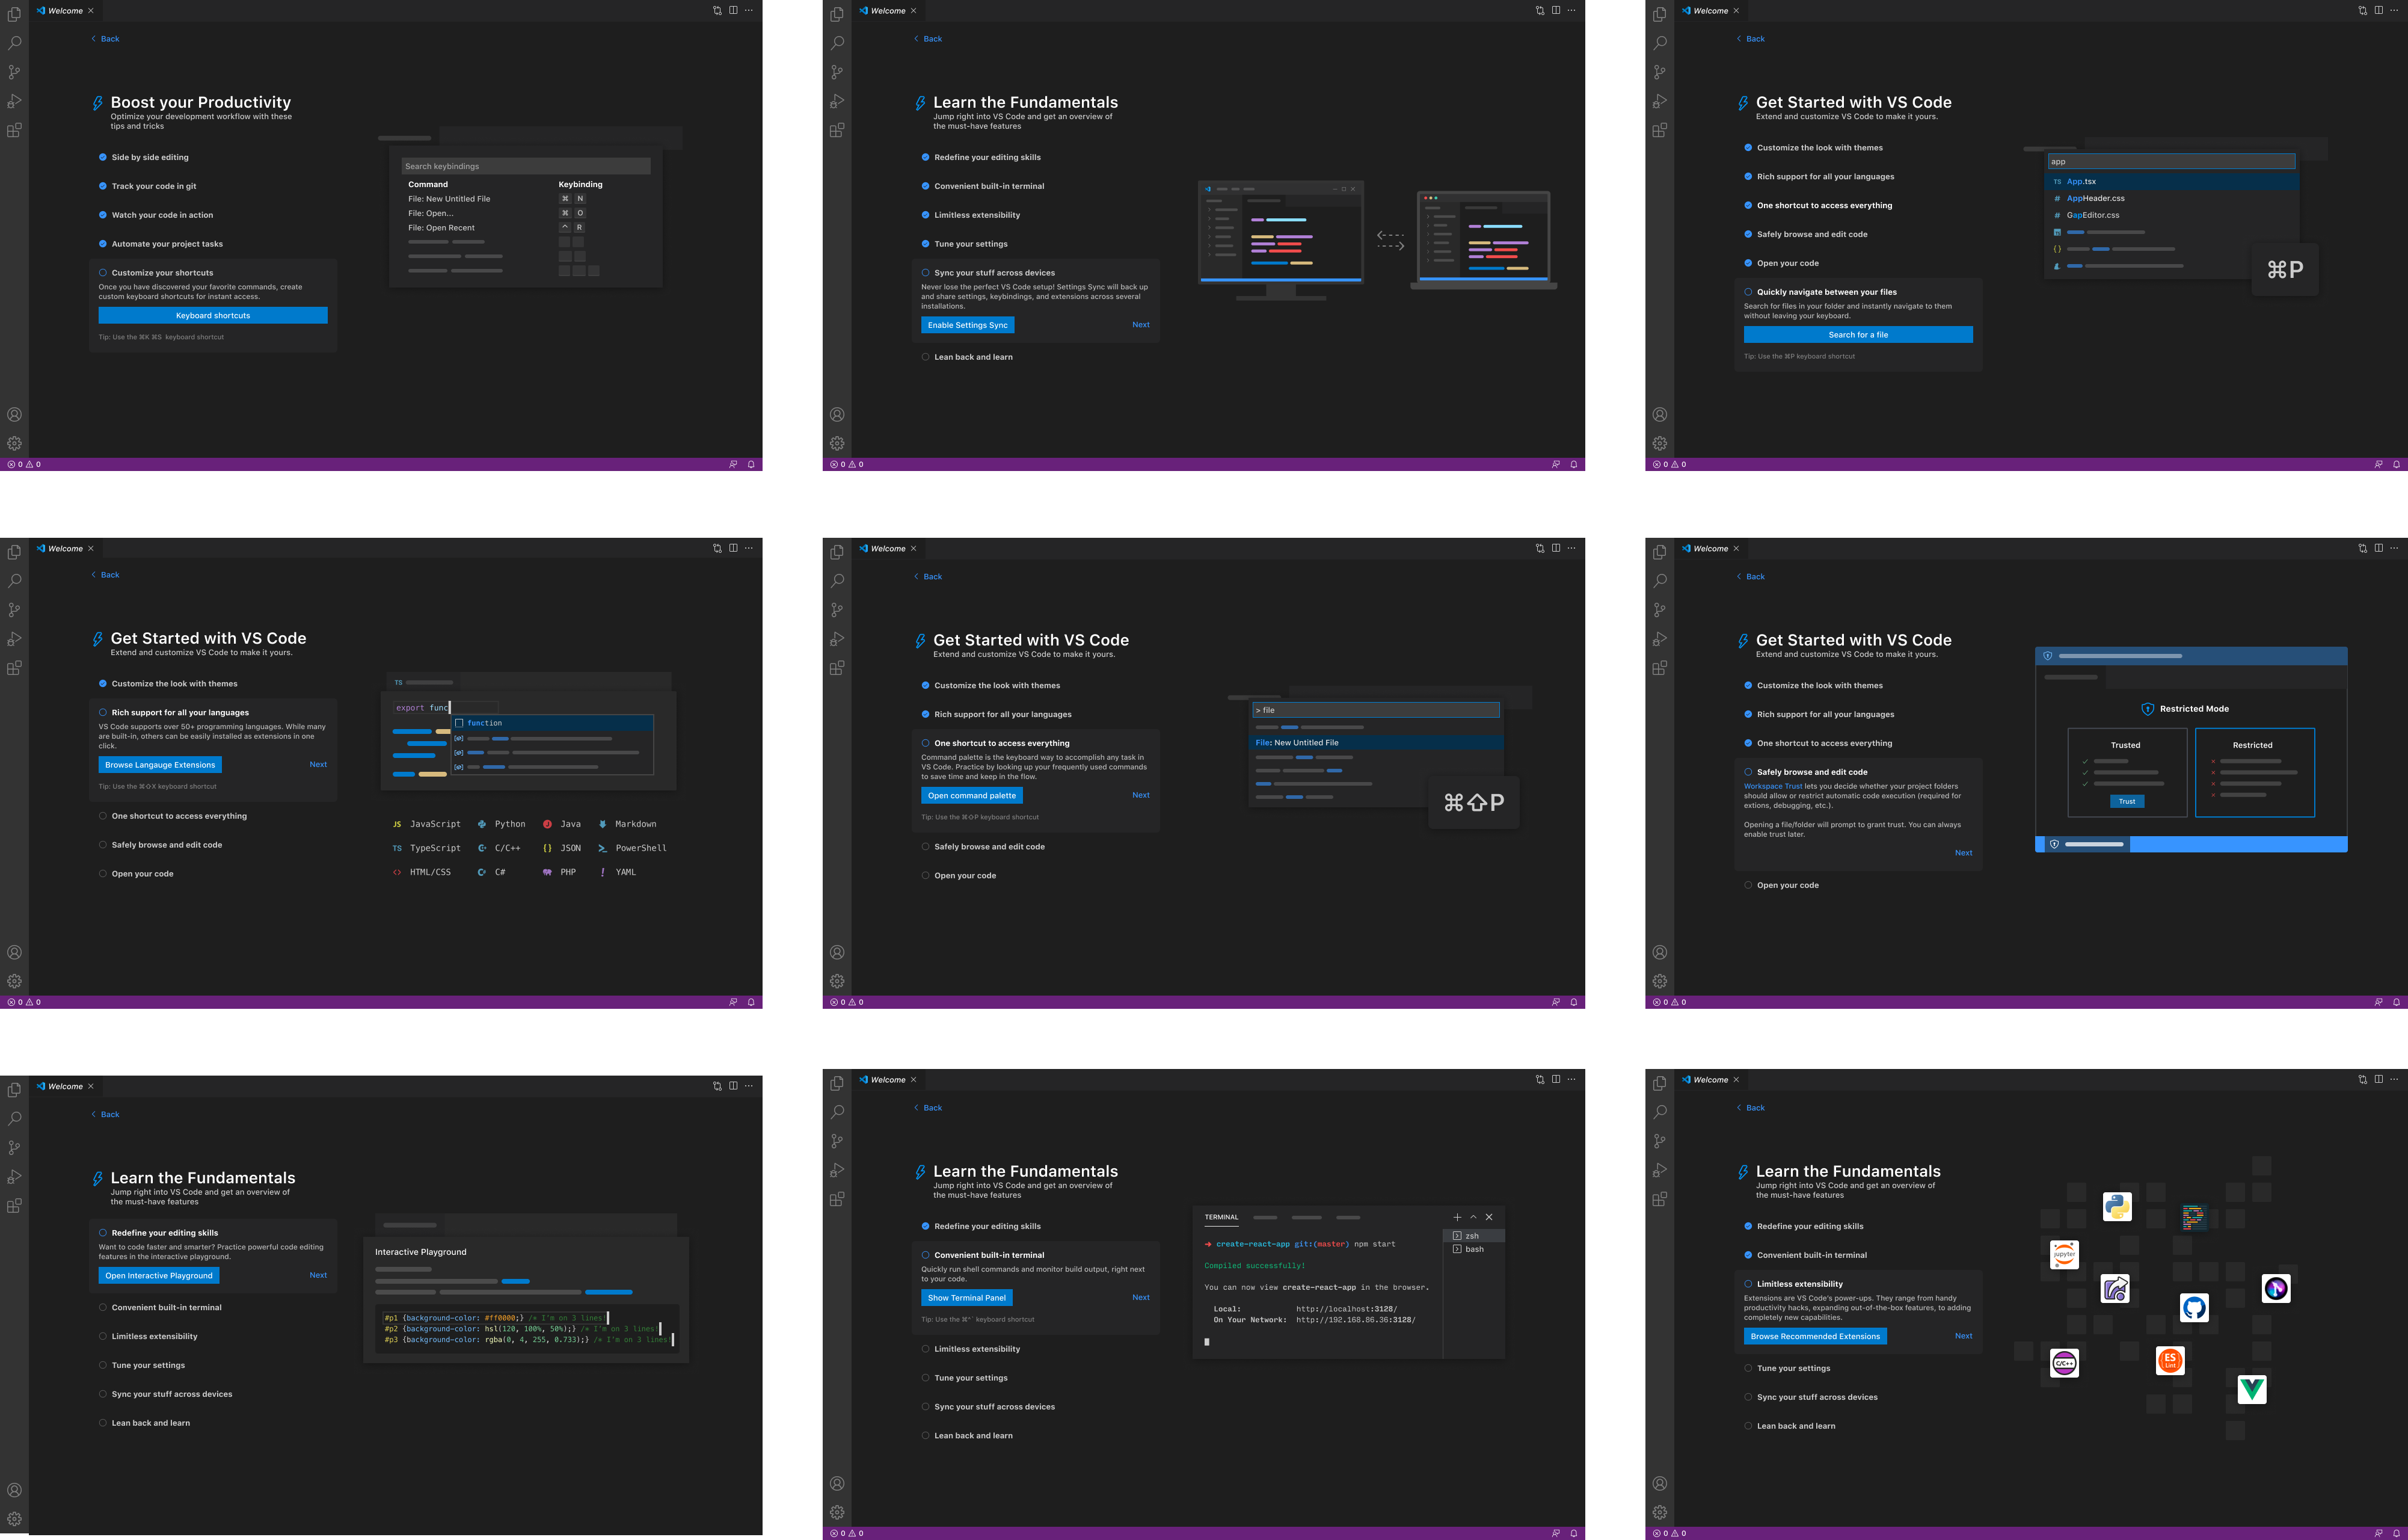 Welcome
Back
Boost your Productivity
Optimize your development workflow with these
tips and tricks
Side by side editing
Track your code in git
Watch your code in action
Automate your project tasks
Customize your shortcuts
Once you have discovered your favorite commands, create
custom keyboard shortcuts for instant access.
Keyboard shortcuts
Tip: Use the ⌘K ⌘S keyboard shortcut
Search keybindings
Command Keybinding
File: New Untitled File ⌘ N
File: Open... ⌘ O
File: Open Recent ^ R
0 0
Welcome
Back
Learn the Fundamentals
Jump right into VS Code and get an overview of
the must-have features
Redefine your editing skills
Convenient built-in terminal
Limitless extensibility
Tune your settings
Sync your stuff across devices
Never lose the perfect VS Code setup! Settings Sync will back up
and share settings, keybindings, and extensions across several
installations.
Enable Settings Sync Next
Lean back and learn
0 0
Welcome
Back
Get Started with VS Code
Extend and customize VS Code to make it yours.
Customize the look with themes
Rich support for all your languages
One shortcut to access everything
Safely browse and edit code
Open your code
Quickly navigate between your files
Search for files in your folder and instantly navigate to them
without leaving your keyboard.
Search for a file
Tip: Use the ⌘P keyboard shortcut
app
TS App.tsx
# AppHeader.css
# GapEditor.css
{}
⌘P
0 0
Welcome
Back
Get Started with VS Code
Extend and customize VS Code to make it yours.
Customize the look with themes
Rich support for all your languages
VS Code supports over 50+ programming languages. While many
are built-in, others can be easily installed as extensions in one
click.
Browse Langauge Extensions Next
Tip: Use the ⌘⇧X keyboard shortcut
One shortcut to access everything
Safely browse and edit code
Open your code
TS
export func
function
JS JavaScript Python Java Markdown
TS TypeScript C/C++ {} JSON PowerShell
<> HTML/CSS C# PHP ! YAML
0 0
Welcome
Back
Get Started with VS Code
Extend and customize VS Code to make it yours.
Customize the look with themes
Rich support for all your languages
One shortcut to access everything
Command palette is the keyboard way to accomplish any task in
VS Code. Practice by looking up your frequently used commands
to save time and keep in the flow.
Open command palette Next
Tip: Use the ⌘⇧P keyboard shortcut
Safely browse and edit code
Open your code
> file
File: New Untitled File
⌘⇧P
0 0
Welcome
Back
Get Started with VS Code
Extend and customize VS Code to make it yours.
Customize the look with themes
Rich support for all your languages
One shortcut to access everything
Safely browse and edit code
Workspace Trust lets you decide whether your project folders
should allow or restrict automatic code execution (required for
extions, debugging, etc.).
Opening a file/folder will prompt to grant trust. You can always
enable trust later.
Next
Open your code
Restricted Mode
Trusted Restricted
Trust
0 0
Welcome
Back
Learn the Fundamentals
Jump right into VS Code and get an overview of
the must-have features
Redefine your editing skills
Want to code faster and smarter? Practice powerful code editing
features in the interactive playground.
Open Interactive Playground Next
Convenient built-in terminal
Limitless extensibility
Tune your settings
Sync your stuff across devices
Lean back and learn
Interactive Playground
#p1 {background-color: #ff0000;} /* I'm on 3 lines!
#p2 {background-color: hsl(120, 100%, 50%);} /* I'm on 3 lines!
#p3 {background-color: rgba(0, 4, 255, 0.733);} /* I'm on 3 lines!
Welcome
Back
Learn the Fundamentals
Jump right into VS Code and get an overview of
the must-have features
Redefine your editing skills
Convenient built-in terminal
Quickly run shell commands and monitor build output, right next
to your code.
Show Terminal Panel Next
Tip: Use the ⌘` keyboard shortcut
Limitless extensibility
Tune your settings
Sync your stuff across devices
Lean back and learn
TERMINAL
zsh
bash
→ create-react-app git:(master) npm start
Compiled successfully!
You can now view create-react-app in the browser.
Local: http://localhost:3128/
On Your Network: http://192.168.86.36:3128/
0 0
Welcome
Back
Learn the Fundamentals
Jump right into VS Code and get an overview of
the must-have features
Redefine your editing skills
Convenient built-in terminal
Limitless extensibility
Extensions are VS Code's power-ups. They range from handy
productivity hacks, expanding out-of-the-box features, to adding
completely new capabilities.
Browse Recommended Extensions Next
Tune your settings
Sync your stuff across devices
Lean back and learn
jupyter
C/C++
ES
LINT
0 0